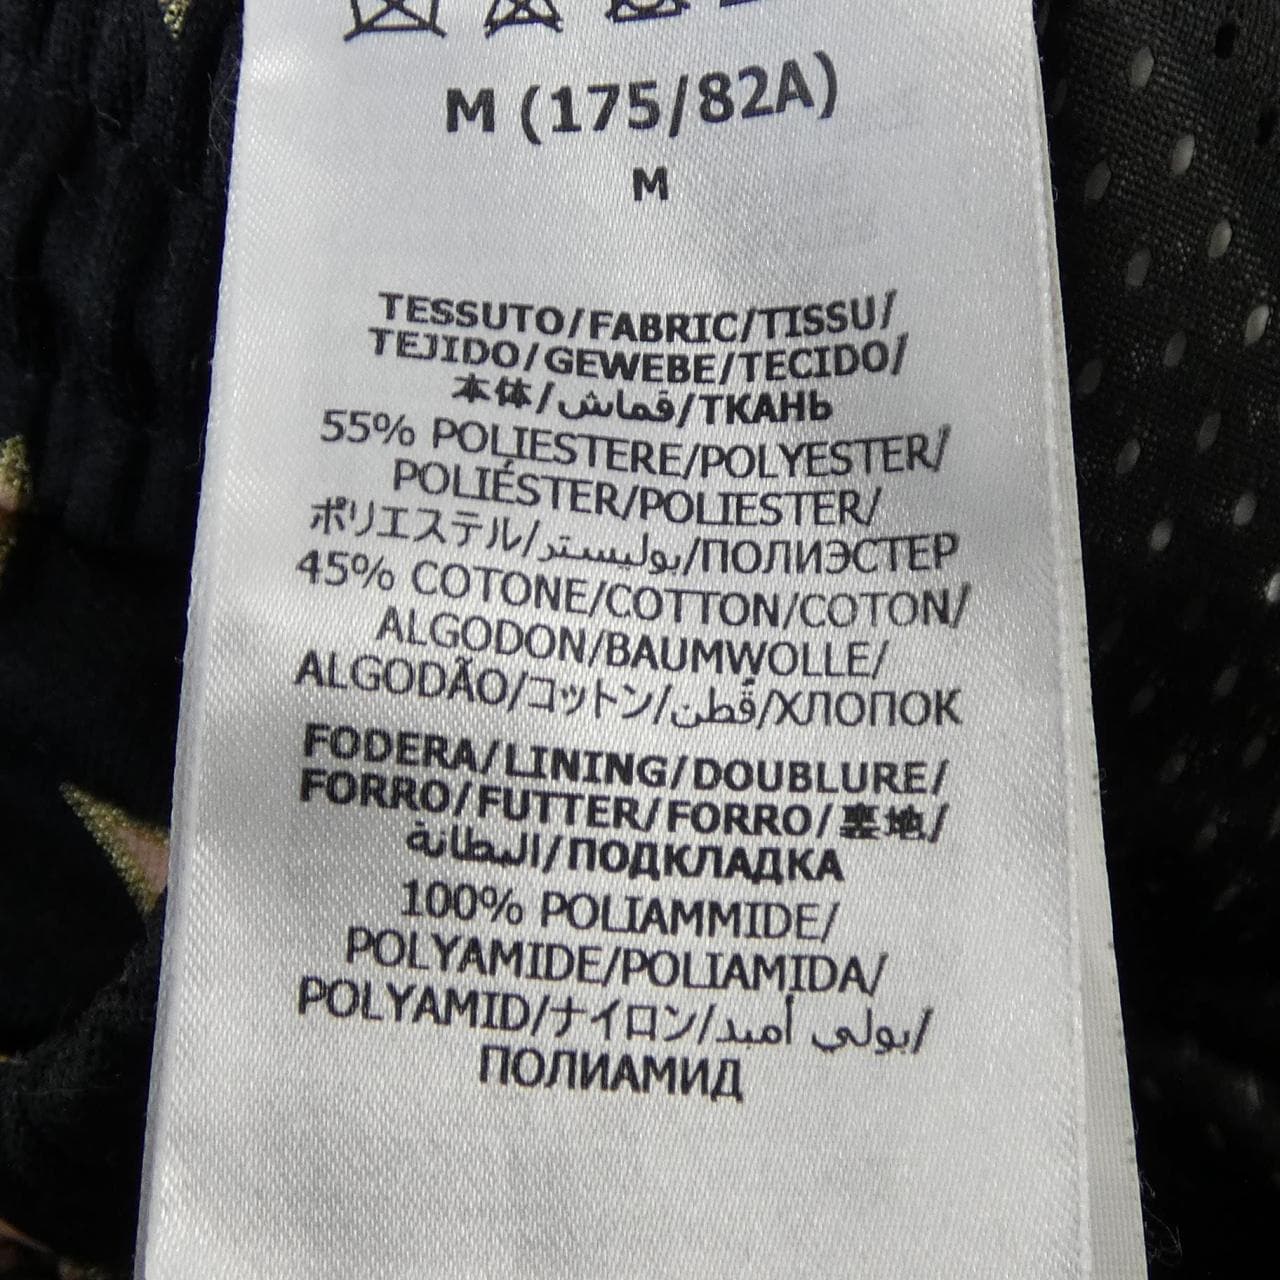 M (175/82A)
M
TESSUTO/FABRIC/TISSU/
TEJIDO/GEWEBE/TECIDO/
本体/قماش/ТКАНЬ
55% POLIESTERE/POLYESTER/
POLIÉSTER/POLIESTER/
ポリエステル/بوليستر/ПОЛИЭСТЕР
45% COTONE/COTTON/COTON/
ALGODON/BAUMWOLLE/
ALGODÃO/コットン/قطن/ХЛОПОК
FODERA/LINING/DOUBLURE/
FORRO/FUTTER/FORRO/裏地/
البطانة/ПОДКЛАДКА
100% POLIAMMIDE/
POLYAMIDE/POLIAMIDA/
POLYAMID/ナイロン/بولي أميد/
ПОЛИАМИД